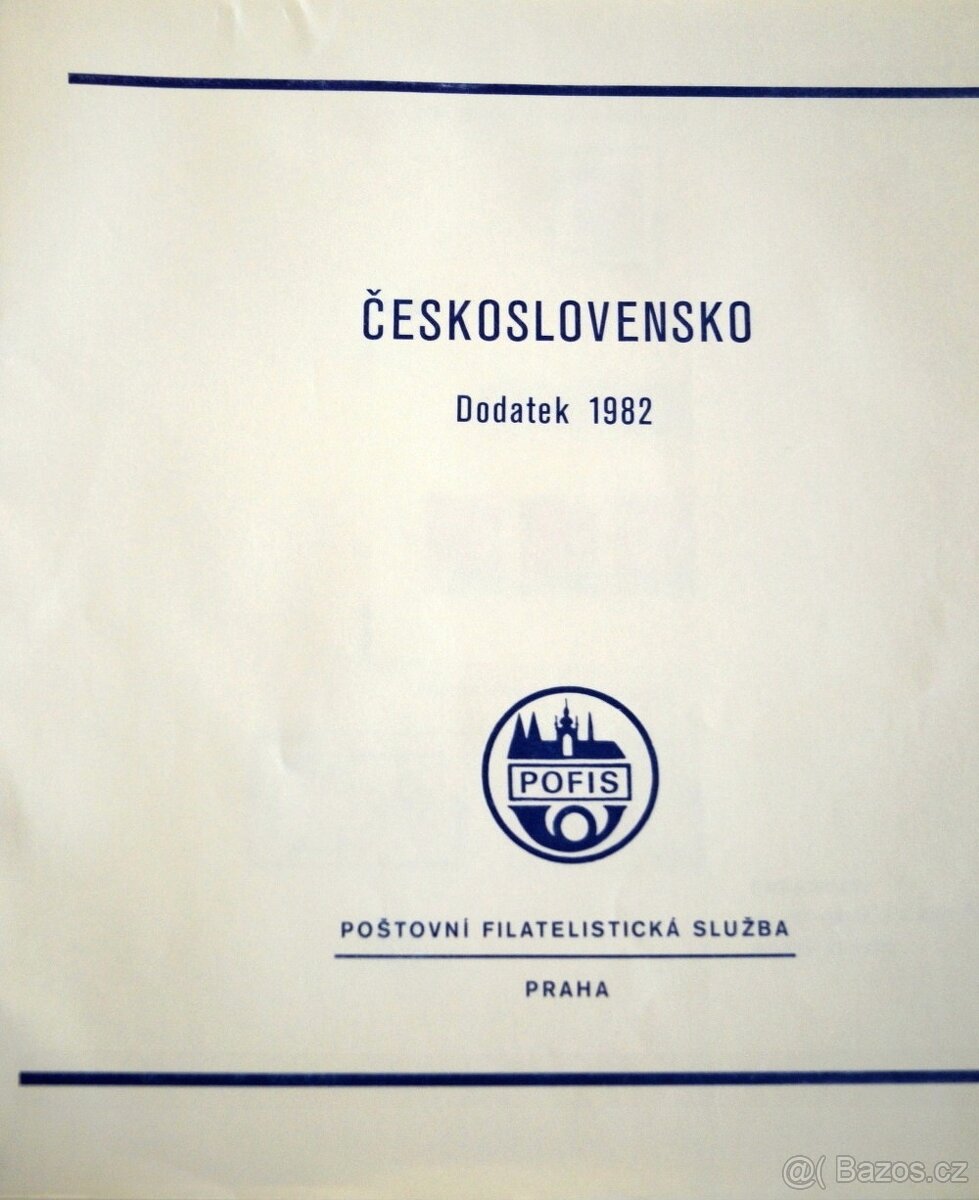 ČESKOSLOVENSKO
Dodatek 1982
POFIS
POŠTOVNÍ FILATELISTICKÁ SLUŽBA
PRAHA
@( Bazos.cz